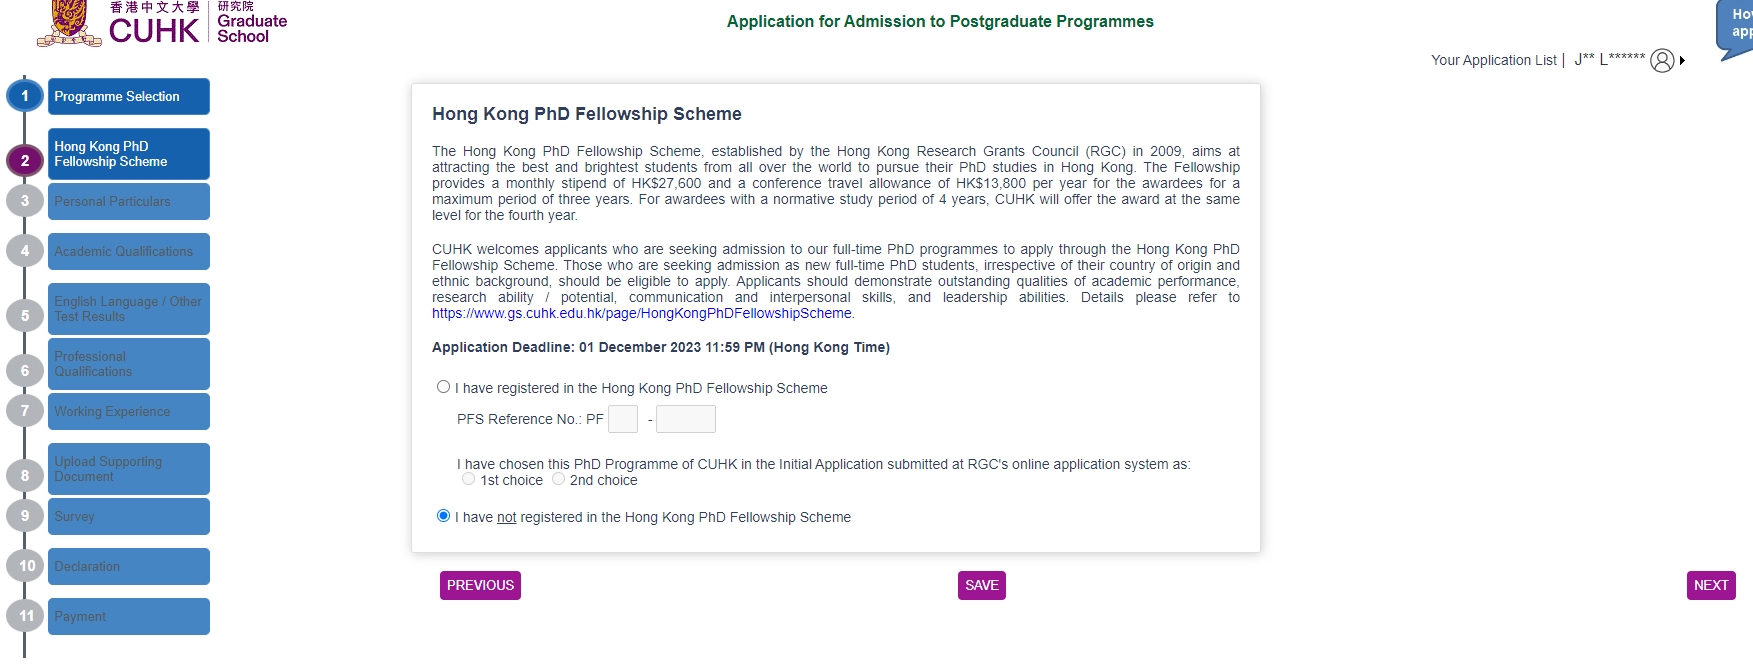 香港中文大學
研究院
CUHK
Graduate
School
Application for Admission to Postgraduate Programmes
Your Application List | J** L******
1 Programme Selection
2 Hong Kong PhD
Fellowship Scheme
3 Personal Particulars
4 Academic Qualifications
5 English Language / Other
Test Results
6 Professional
Qualifications
7 Working Experience
8 Upload Supporting
Document
9 Survey
10 Declaration
11 Payment
Hong Kong PhD Fellowship Scheme
The Hong Kong PhD Fellowship Scheme, established by the Hong Kong Research Grants Council (RGC) in 2009, aims at
attracting the best and brightest students from all over the world to pursue their PhD studies in Hong Kong. The Fellowship
provides a monthly stipend of HK$27,600 and a conference travel allowance of HK$13,800 per year for the awardees for a
maximum period of three years. For awardees with a normative study period of 4 years, CUHK will offer the award at the same
level for the fourth year.
CUHK welcomes applicants who are seeking admission to our full-time PhD programmes to apply through the Hong Kong PhD
Fellowship Scheme. Those who are seeking admission as new full-time PhD students, irrespective of their country of origin and
ethnic background, should be eligible to apply. Applicants should demonstrate outstanding qualities of academic performance,
research ability / potential, communication and interpersonal skills, and leadership abilities. Details please refer to
https://www.gs.cuhk.edu.hk/page/HongKongPhDFellowshipScheme.
Application Deadline: 01 December 2023 11:59 PM (Hong Kong Time)
I have registered in the Hong Kong PhD Fellowship Scheme
PFS Reference No.: PF -
I have chosen this PhD Programme of CUHK in the Initial Application submitted at RGC's online application system as:
1st choice 2nd choice
I have not registered in the Hong Kong PhD Fellowship Scheme
PREVIOUS SAVE NEXT